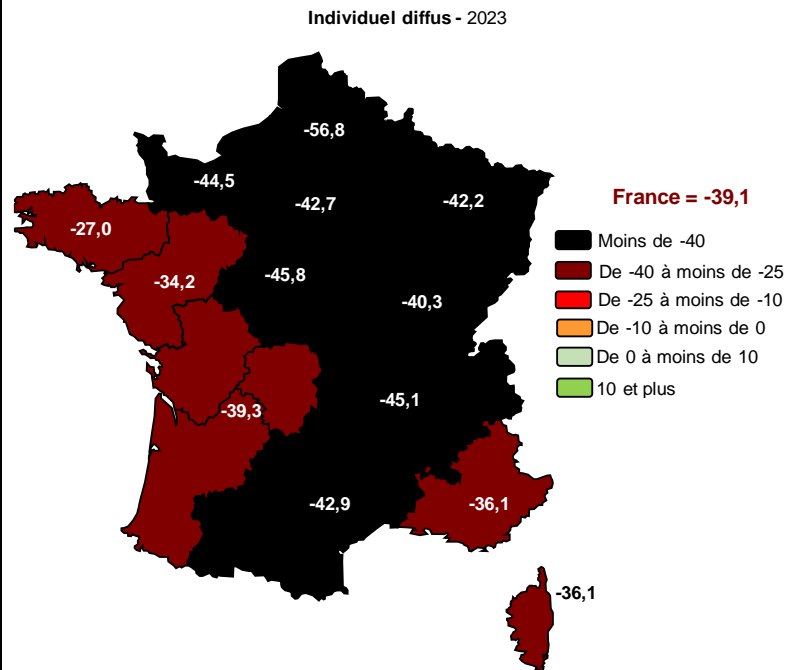 Individuel diffus - 2023
-56,8
-44,5
-42,7
-42,2
France = -39,1
-27,0
Moins de -40
De -40 à moins de -25
-34,2
-45,8
-40,3
De -25 à moins de -10
De -10 à moins de 0
De 0 à moins de 10
10 et plus
-39,3
-45,1
-42,9
-36,1
-36,1